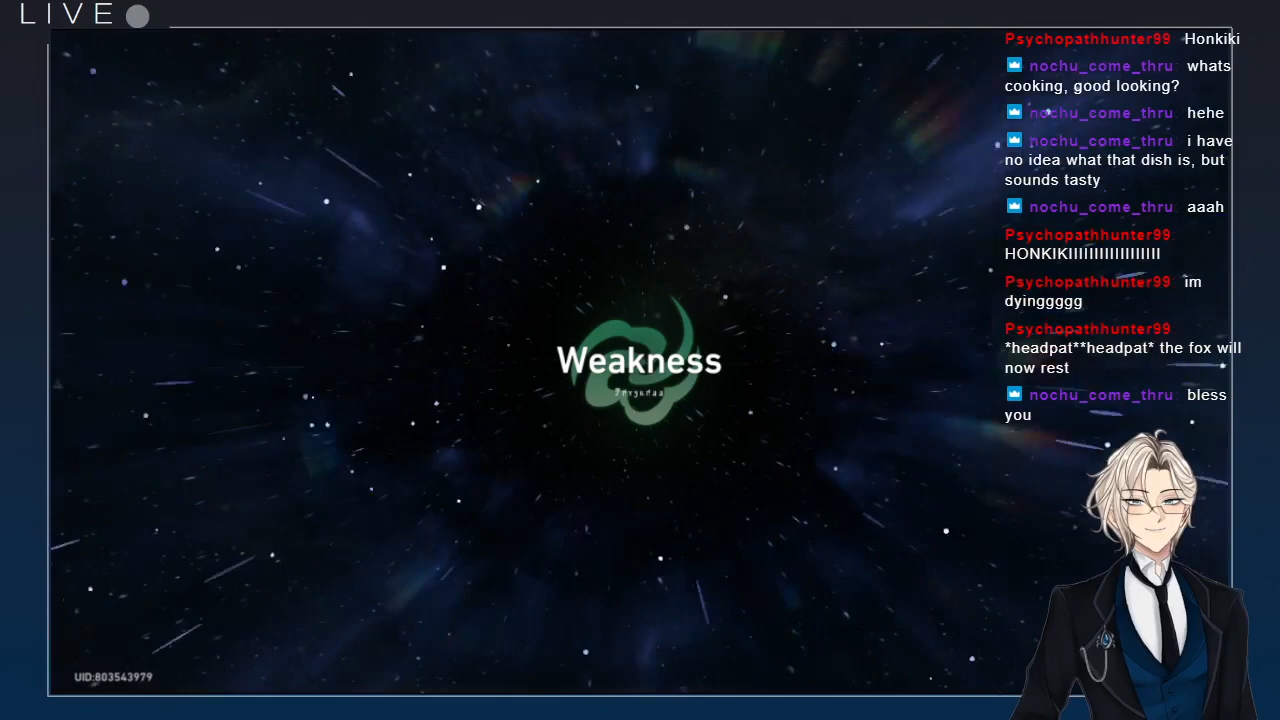 LIVE
Psychopathhunter99 Honkiki
nochu_come_thru whats
cooking, good looking?
nochu_come_thru hehe
nochu_come_thru i have
no idea what that dish is, but
sounds tasty
nochu_come_thru aaah
Psychopathhunter99
HONKIKIIIIIIIIIIIIIIIIIII
Psychopathhunter99 im
dyinggggg
Psychopathhunter99
*headpat**headpat* the fox will
now rest
nochu_come_thru bless
you
Weakness
UID:803543979